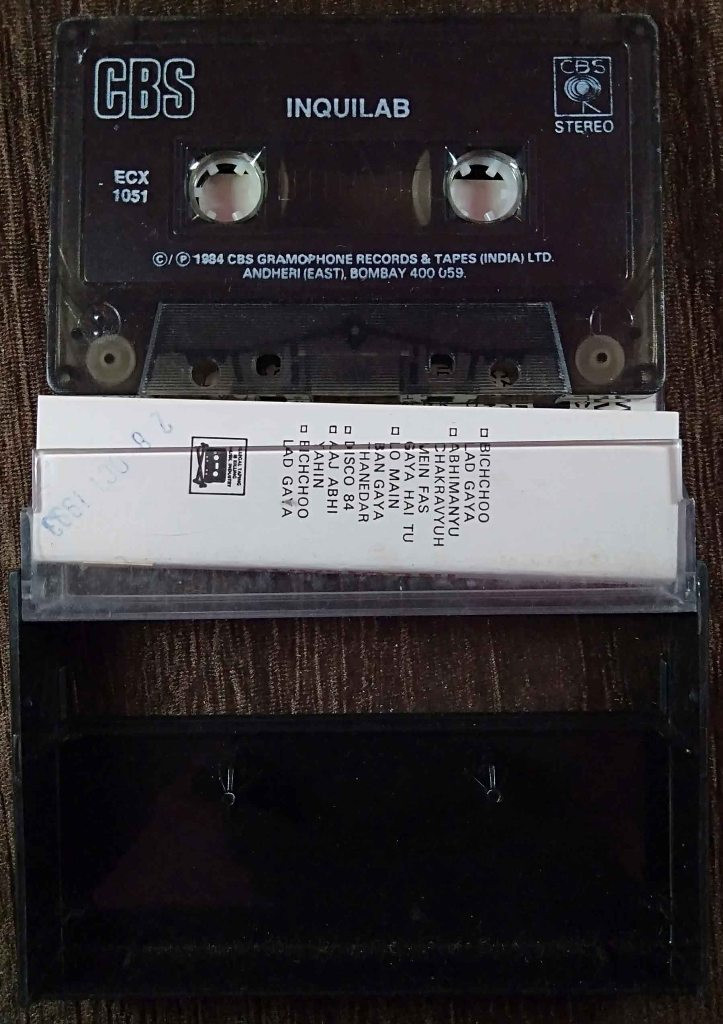 CBS
INQUILAB
CBS
STEREO
ECX
1051
©/℗ 1984 CBS GRAMOPHONE RECORDS & TAPES (INDIA) LTD.
ANDHERI (EAST), BOMBAY 400 059.
BICHCHOO
LAD GAYA
ABHIMANYU
CHAKRAVYUH
MEIN FAS
GAYA HAI TU
LO MAIN
BAN GAYA
THANEDAR
DISCO 84
AAJ ABHI
YAHIN
BICHCHOO
LAD GAYA